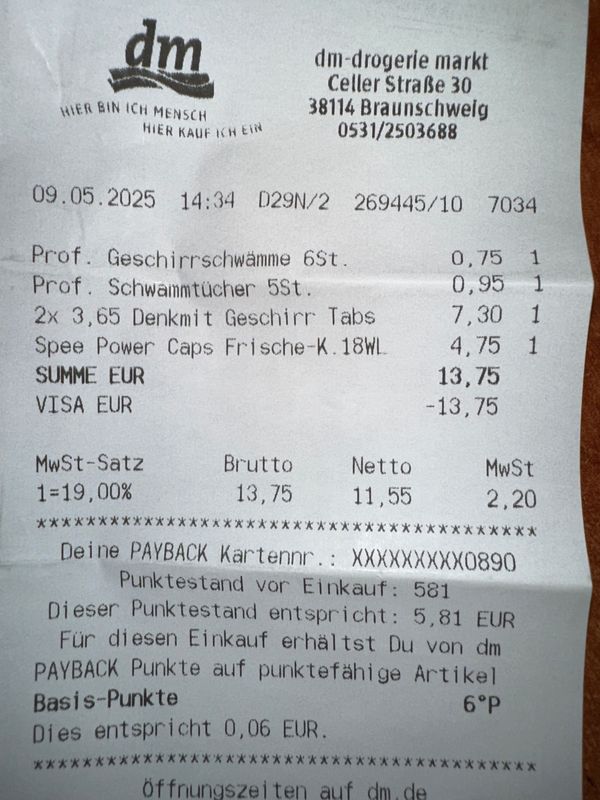 dm
HIER BIN ICH MENSCH
HIER KAUF ICH EIN
dm-drogerie markt
Celler Straße 30
38114 Braunschweig
0531/2503688
09.05.2025 14:34 D29N/2 269445/10 7034
Prof. Geschirrschwämme 6St. 0,75 1
Prof. Schwammtücher 5St. 0,95 1
2x 3,65 Denkmit Geschirr Tabs 7,30 1
Spee Power Caps Frische-K.18WL 4,75 1
SUMME EUR 13,75
VISA EUR -13,75
MwSt-Satz Brutto Netto MwSt
1=19,00% 13,75 11,55 2,20
****************************************
Deine PAYBACK Kartennr.: XXXXXXXXX0890
Punktestand vor Einkauf: 581
Dieser Punktestand entspricht: 5,81 EUR
Für diesen Einkauf erhältst Du von dm
PAYBACK Punkte auf punktefähige Artikel
Basis-Punkte 6°P
Dies entspricht 0,06 EUR.
****************************************
Öffnungszeiten auf dm.de